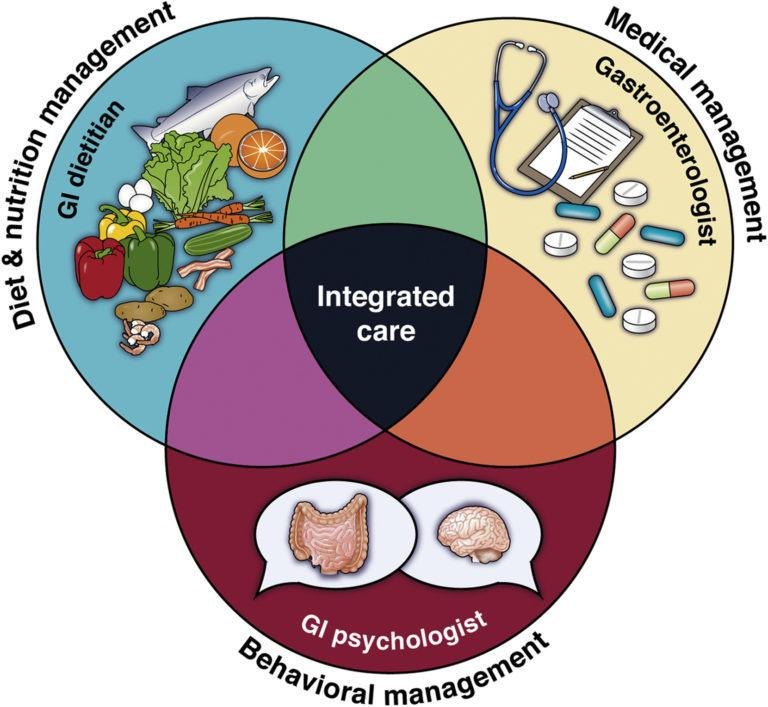 Diet & nutrition management
GI dietitian
Medical management
Gastroenterologist
Integrated
care
GI psychologist
Behavioral management